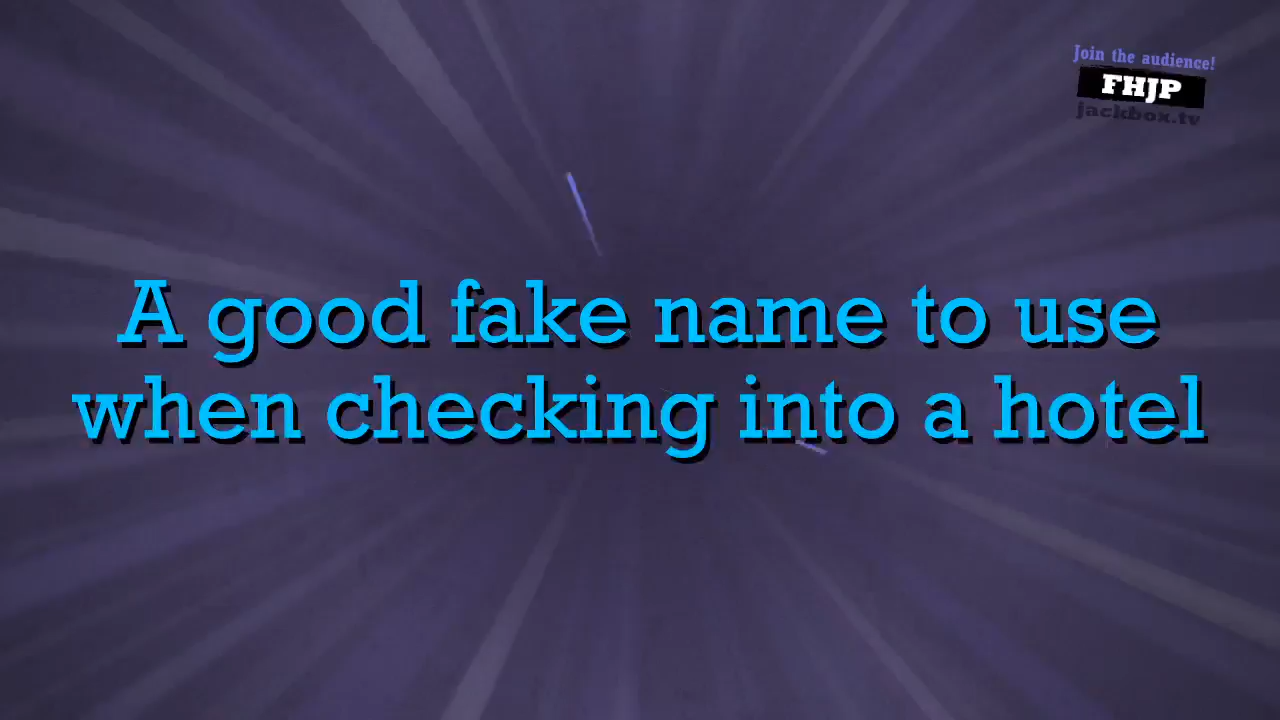 Join the audience!
FHJP
jackbox.tv
A good fake name to use
when checking into a hotel